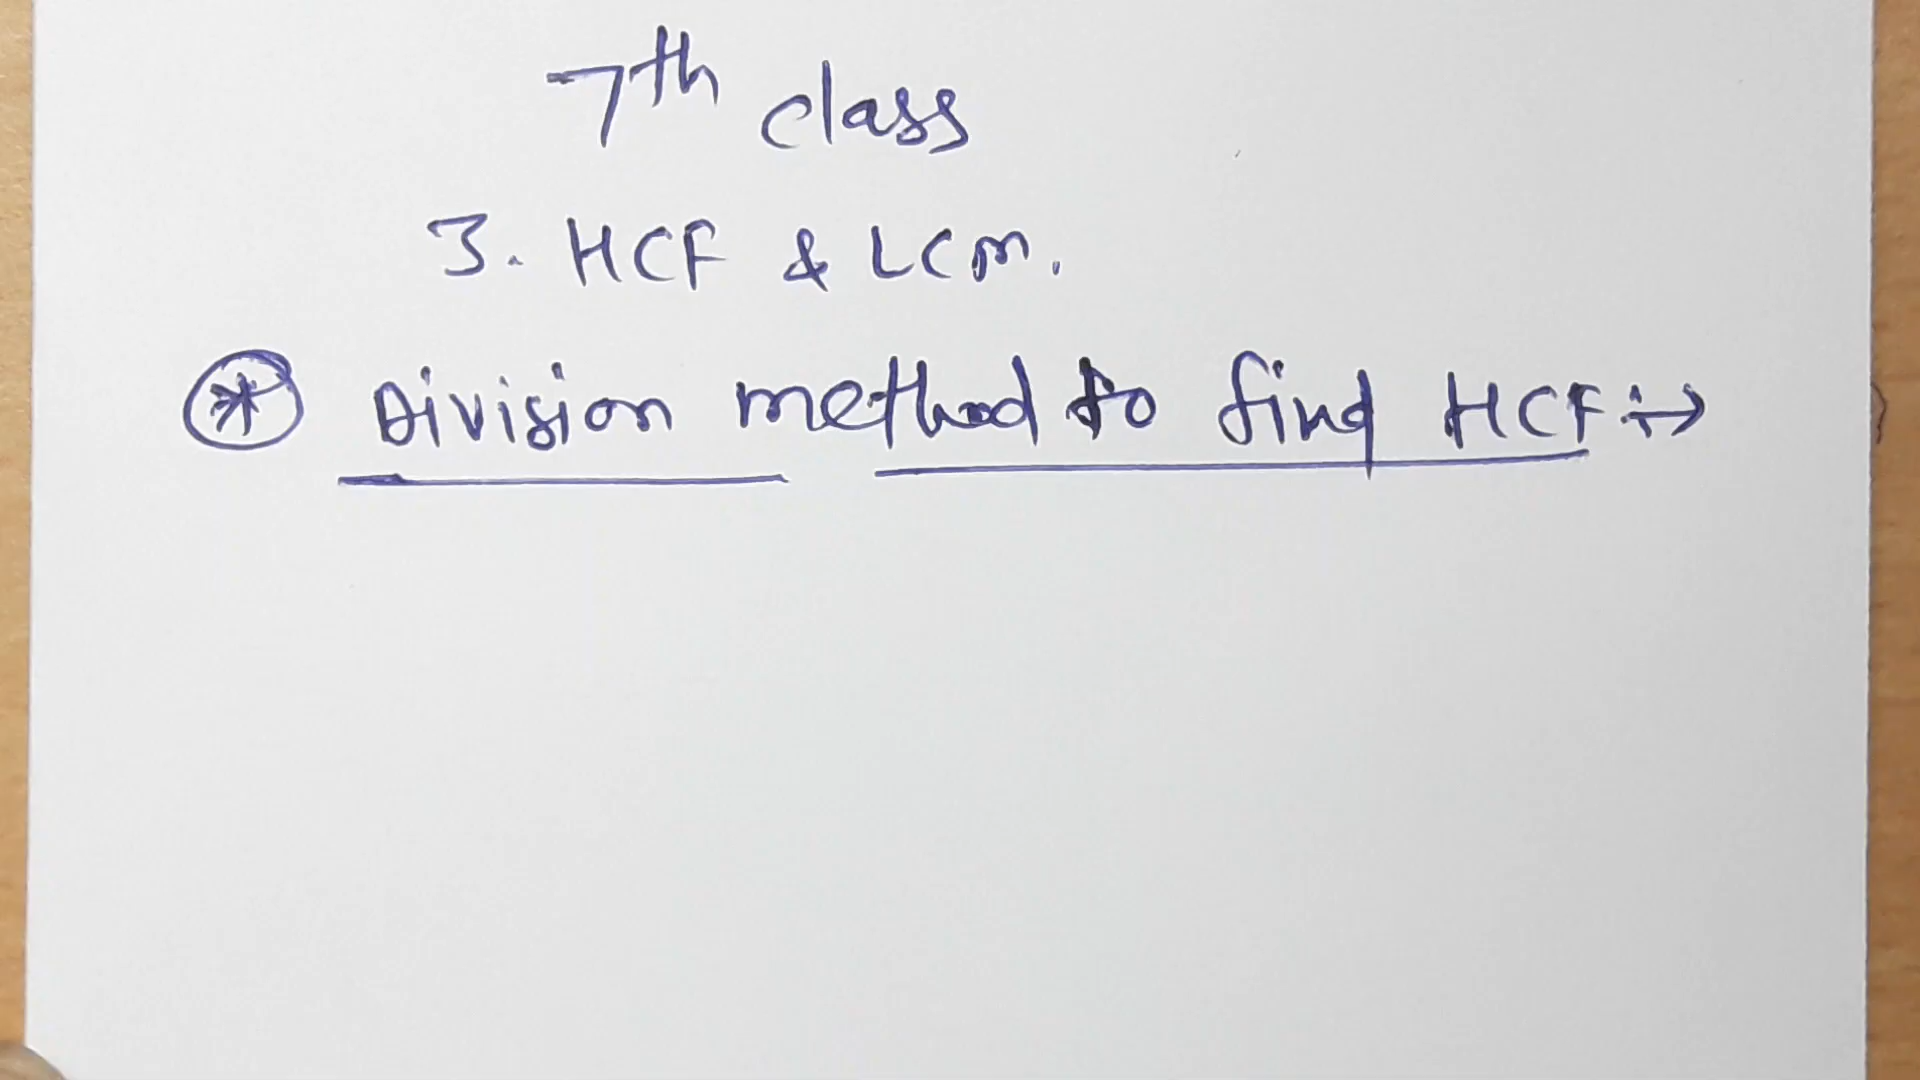 7th class
3. HCF & LCM.
* Division method to find HCF :→